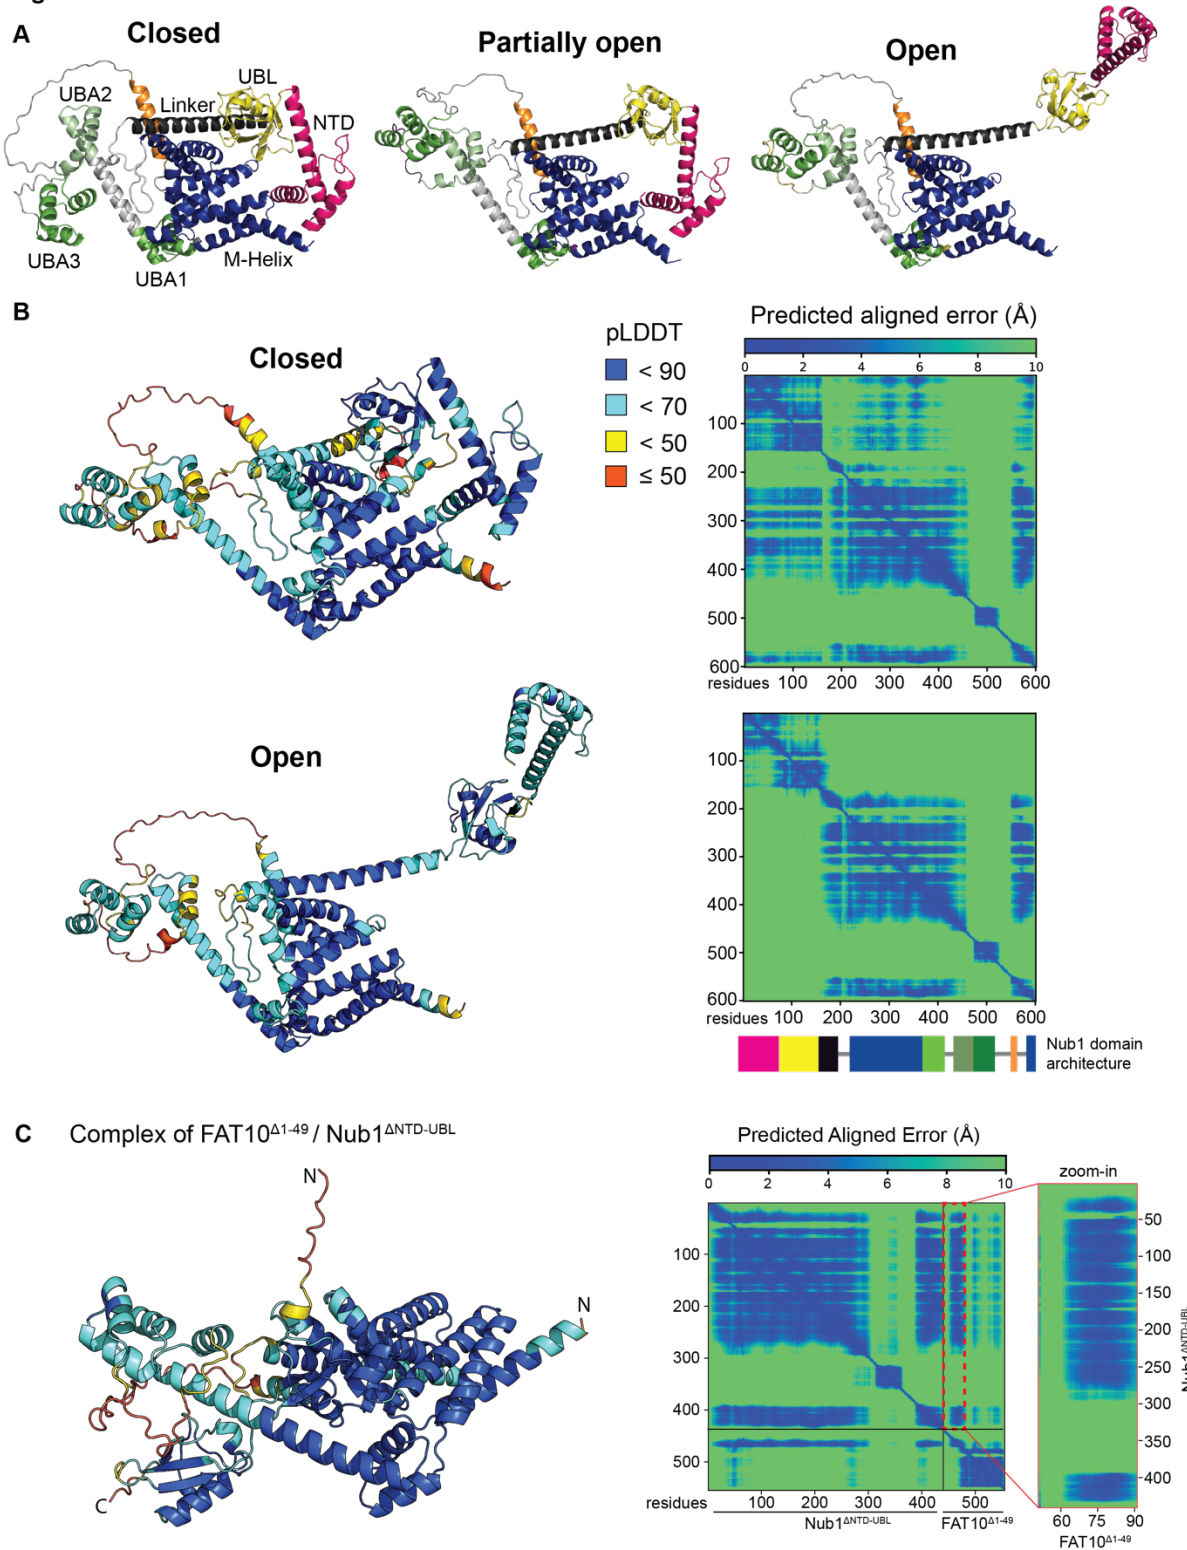 A
Closed
Partially open
Open
UBA2
Linker
UBL
NTD
UBA3
UBA1
M-Helix
B
Closed
pLDDT
< 90
< 70
< 50
≤ 50
Predicted aligned error (Å)
0 2 4 6 8 10
100
200
300
400
500
600
residues 100 200 300 400 500 600
Open
100
200
300
400
500
600
residues 100 200 300 400 500 600
Nub1 domain
architecture
C Complex of FAT10Δ1-49 / Nub1ΔNTD-UBL
N
N
C
Predicted Aligned Error (Å)
0 2 4 6 8 10
100
200
300
400
500
residues 100 200 300 400 500
Nub1ΔNTD-UBL FAT10Δ1-49
zoom-in
50
100
150
200
250
300
350
400
Nub1ΔNTD-UBL
60 75 90
FAT10Δ1-49